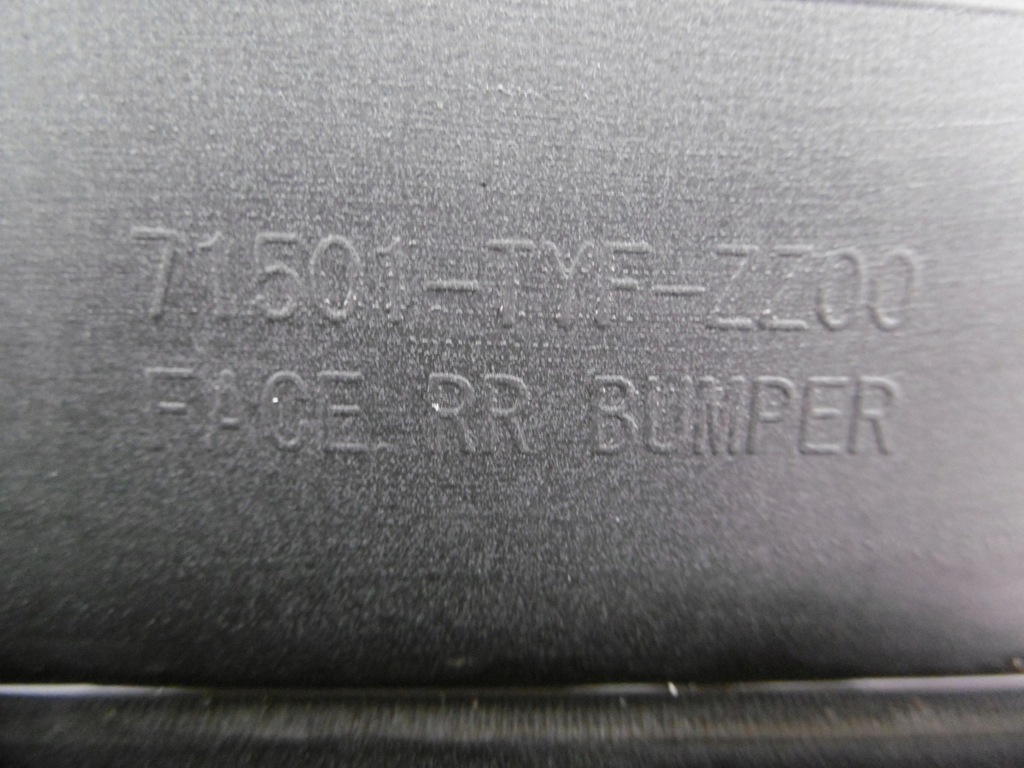 71501-TYF-ZZ00
FACE RR BUMPER